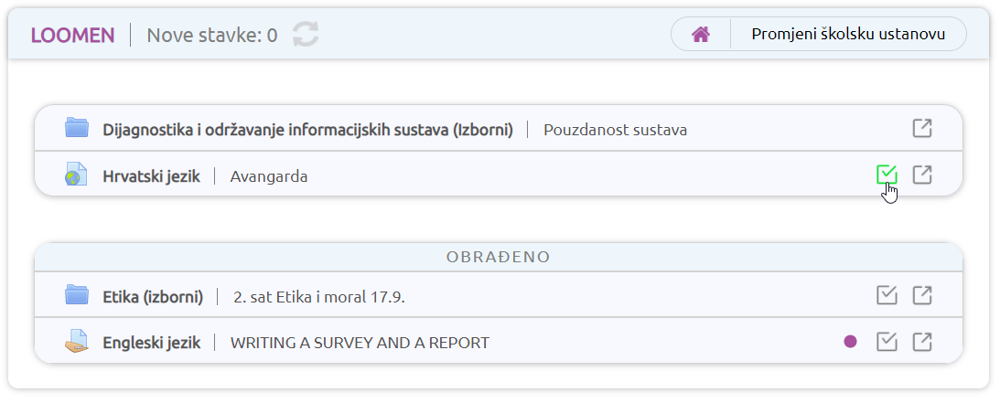 LOOMEN | Nove stavke: 0 Promjeni školsku ustanovu
Dijagnostika i održavanje informacijskih sustava (Izborni) | Pouzdanost sustava
Hrvatski jezik | Avangarda
OBRAĐENO
Etika (izborni) | 2. sat Etika i moral 17.9.
Engleski jezik | WRITING A SURVEY AND A REPORT